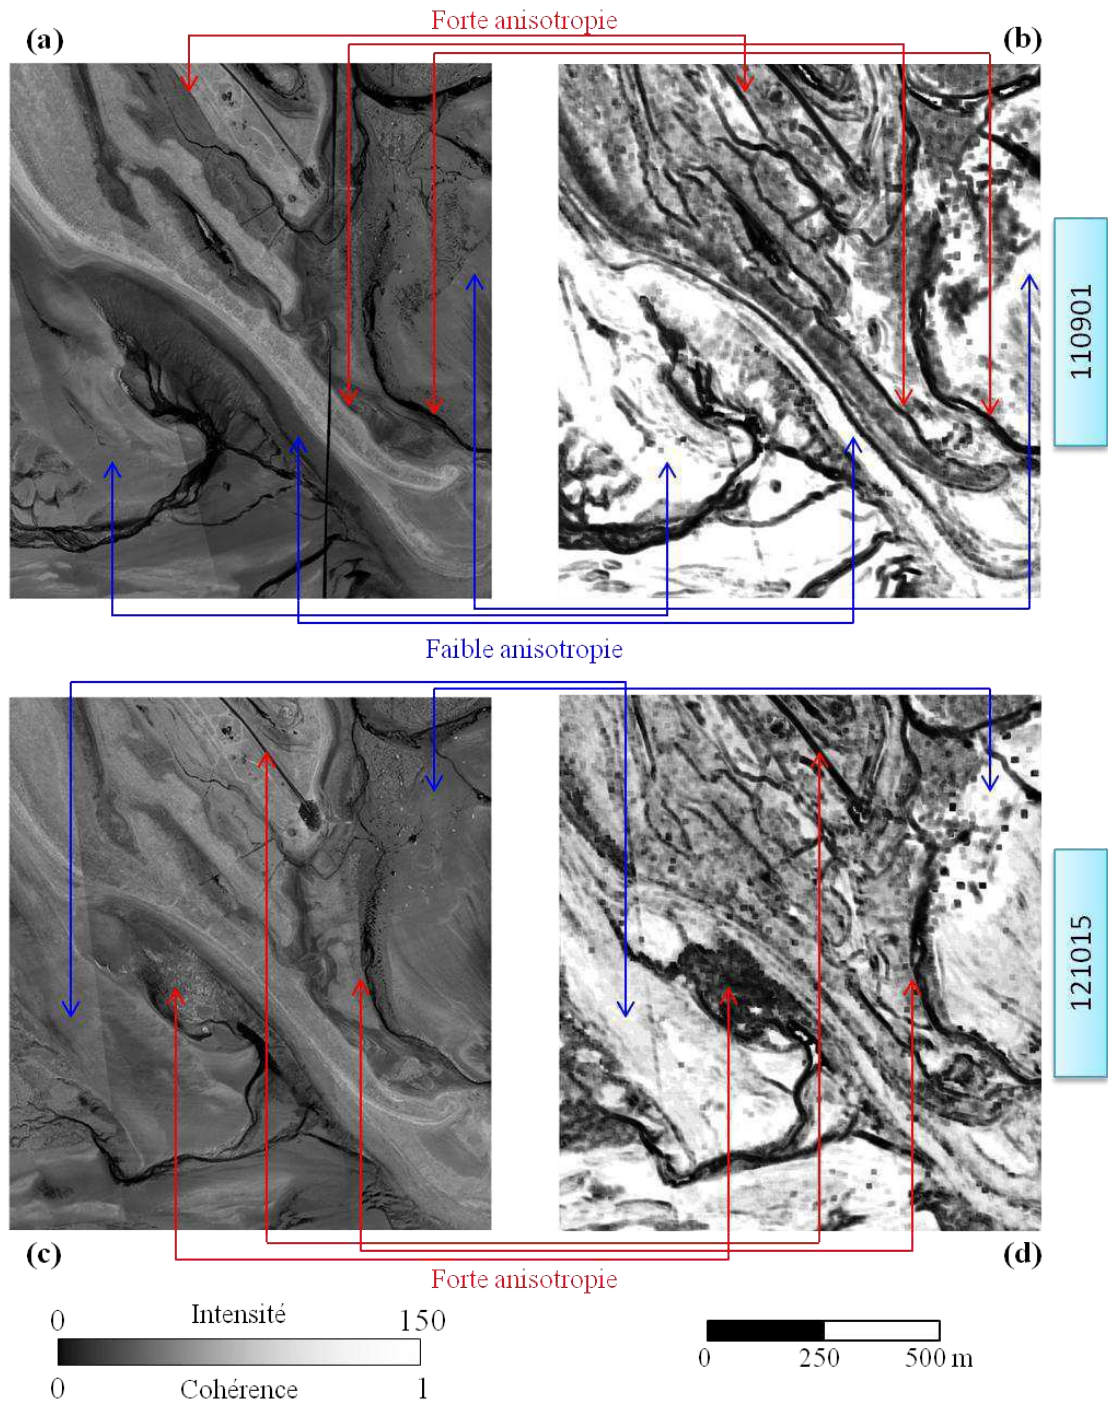 Forte anisotropie
(a)
(b)
110901
Faible anisotropie
121015
(c)
(d)
Forte anisotropie
0 Intensité 150
0 Cohérence 1
0 250 500 m